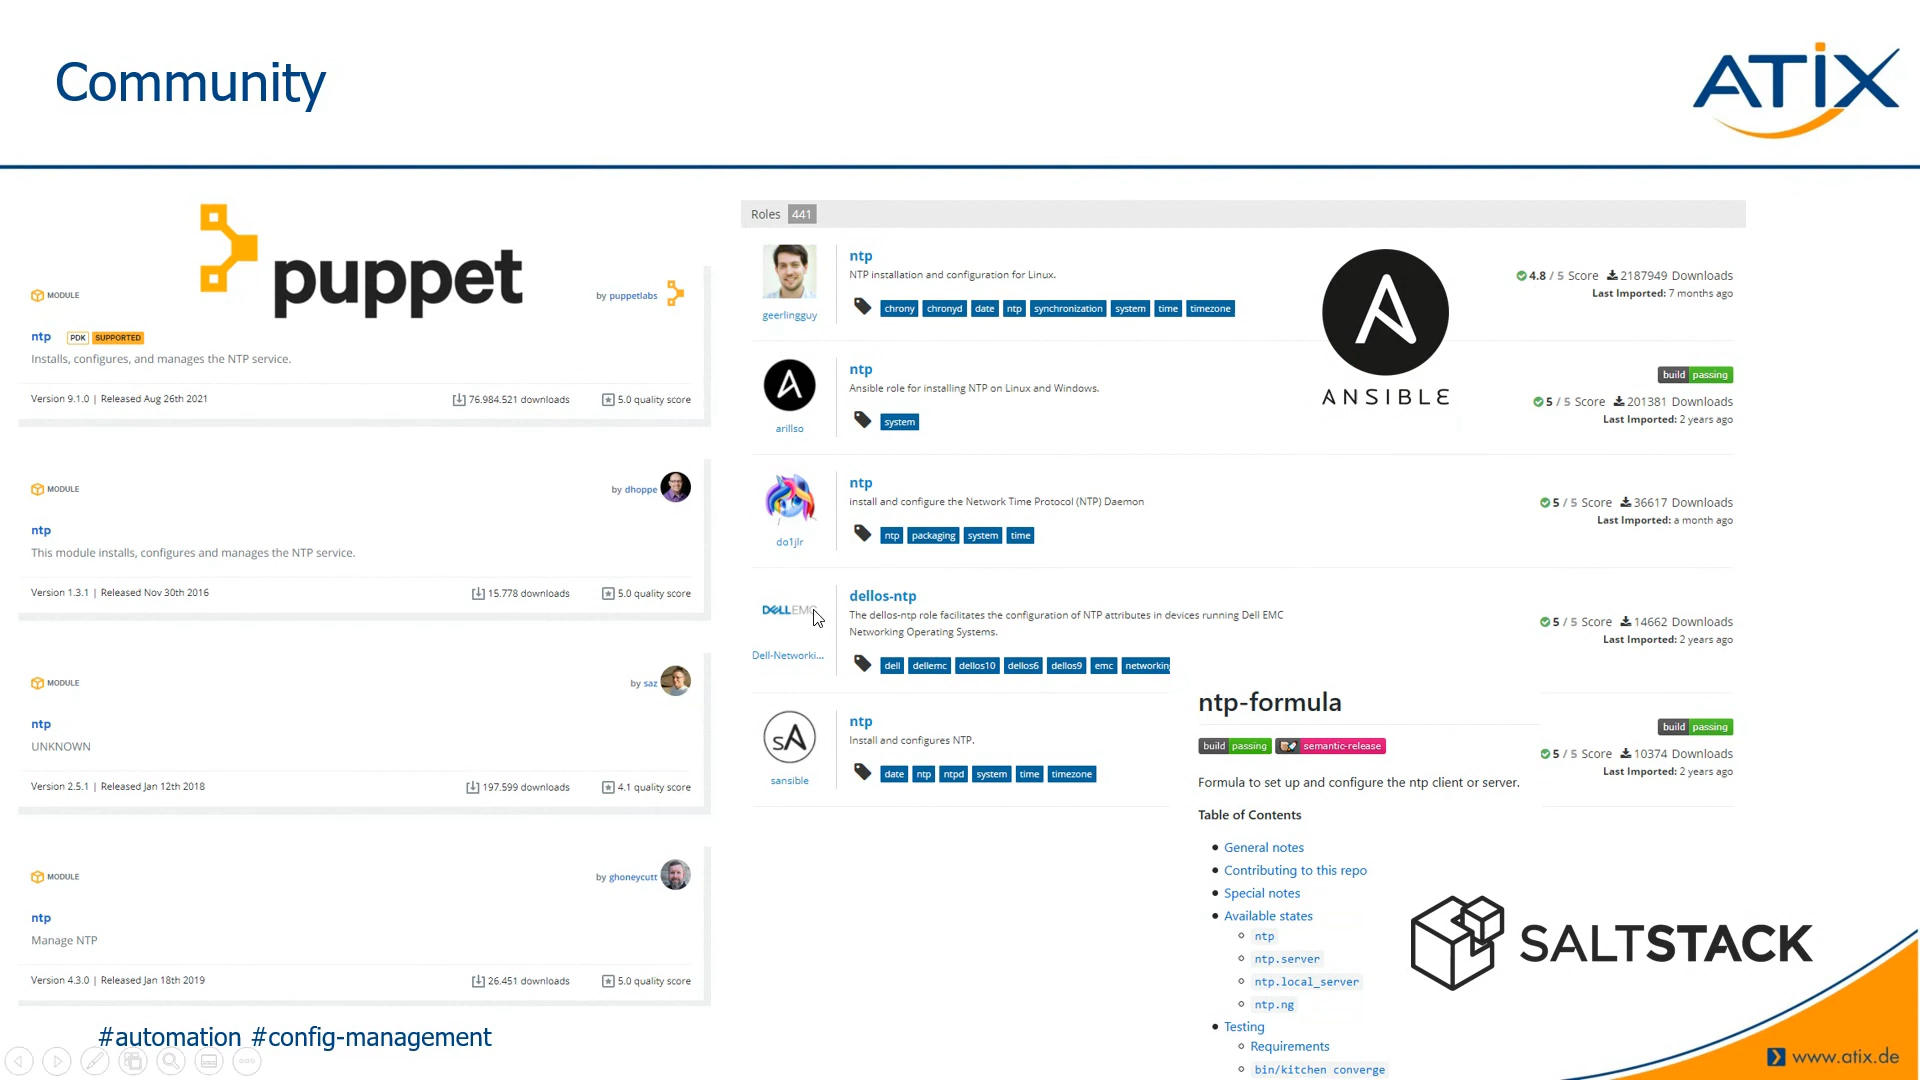 Community
ATIX
puppet
MODULE
by puppetlabs
ntp PDK SUPPORTED
Installs, configures, and manages the NTP service.
Version 9.1.0 | Released Aug 26th 2021
76.984.521 downloads
5.0 quality score
MODULE
by dhoppe
ntp
This module installs, configures and manages the NTP service.
Version 1.3.1 | Released Nov 30th 2016
15.778 downloads
5.0 quality score
MODULE
by saz
ntp
UNKNOWN
Version 2.5.1 | Released Jan 12th 2018
197.599 downloads
4.1 quality score
MODULE
by ghoneycutt
ntp
Manage NTP
Version 4.3.0 | Released Jan 18th 2019
26.451 downloads
5.0 quality score
#automation #config-management
Roles 441
geerlingguy
ntp
NTP installation and configuration for Linux.
chrony chronyd date ntp synchronization system time timezone
4.8 / 5 Score 2187949 Downloads
Last Imported: 7 months ago
ANSIBLE
arillso
ntp
Ansible role for installing NTP on Linux and Windows.
system
build passing
5 / 5 Score 201381 Downloads
Last Imported: 2 years ago
do1jlr
ntp
install and configure the Network Time Protocol (NTP) Daemon
ntp packaging system time
5 / 5 Score 36617 Downloads
Last Imported: a month ago
DELLEMC
Dell-Networki...
dellos-ntp
The dellos-ntp role facilitates the configuration of NTP attributes in devices running Dell EMC
Networking Operating Systems.
dell dellemc dellos10 dellos6 dellos9 emc networking
5 / 5 Score 14662 Downloads
Last Imported: 2 years ago
SA
sansible
ntp
Install and configures NTP.
date ntp ntpd system time timezone
build passing
5 / 5 Score 10374 Downloads
Last Imported: 2 years ago
ntp-formula
build passing semantic-release
Formula to set up and configure the ntp client or server.
Table of Contents
General notes
Contributing to this repo
Special notes
Available states
ntp
ntp.server
ntp.local_server
ntp.ng
Testing
Requirements
bin/kitchen converge
SALTSTACK
www.atix.de